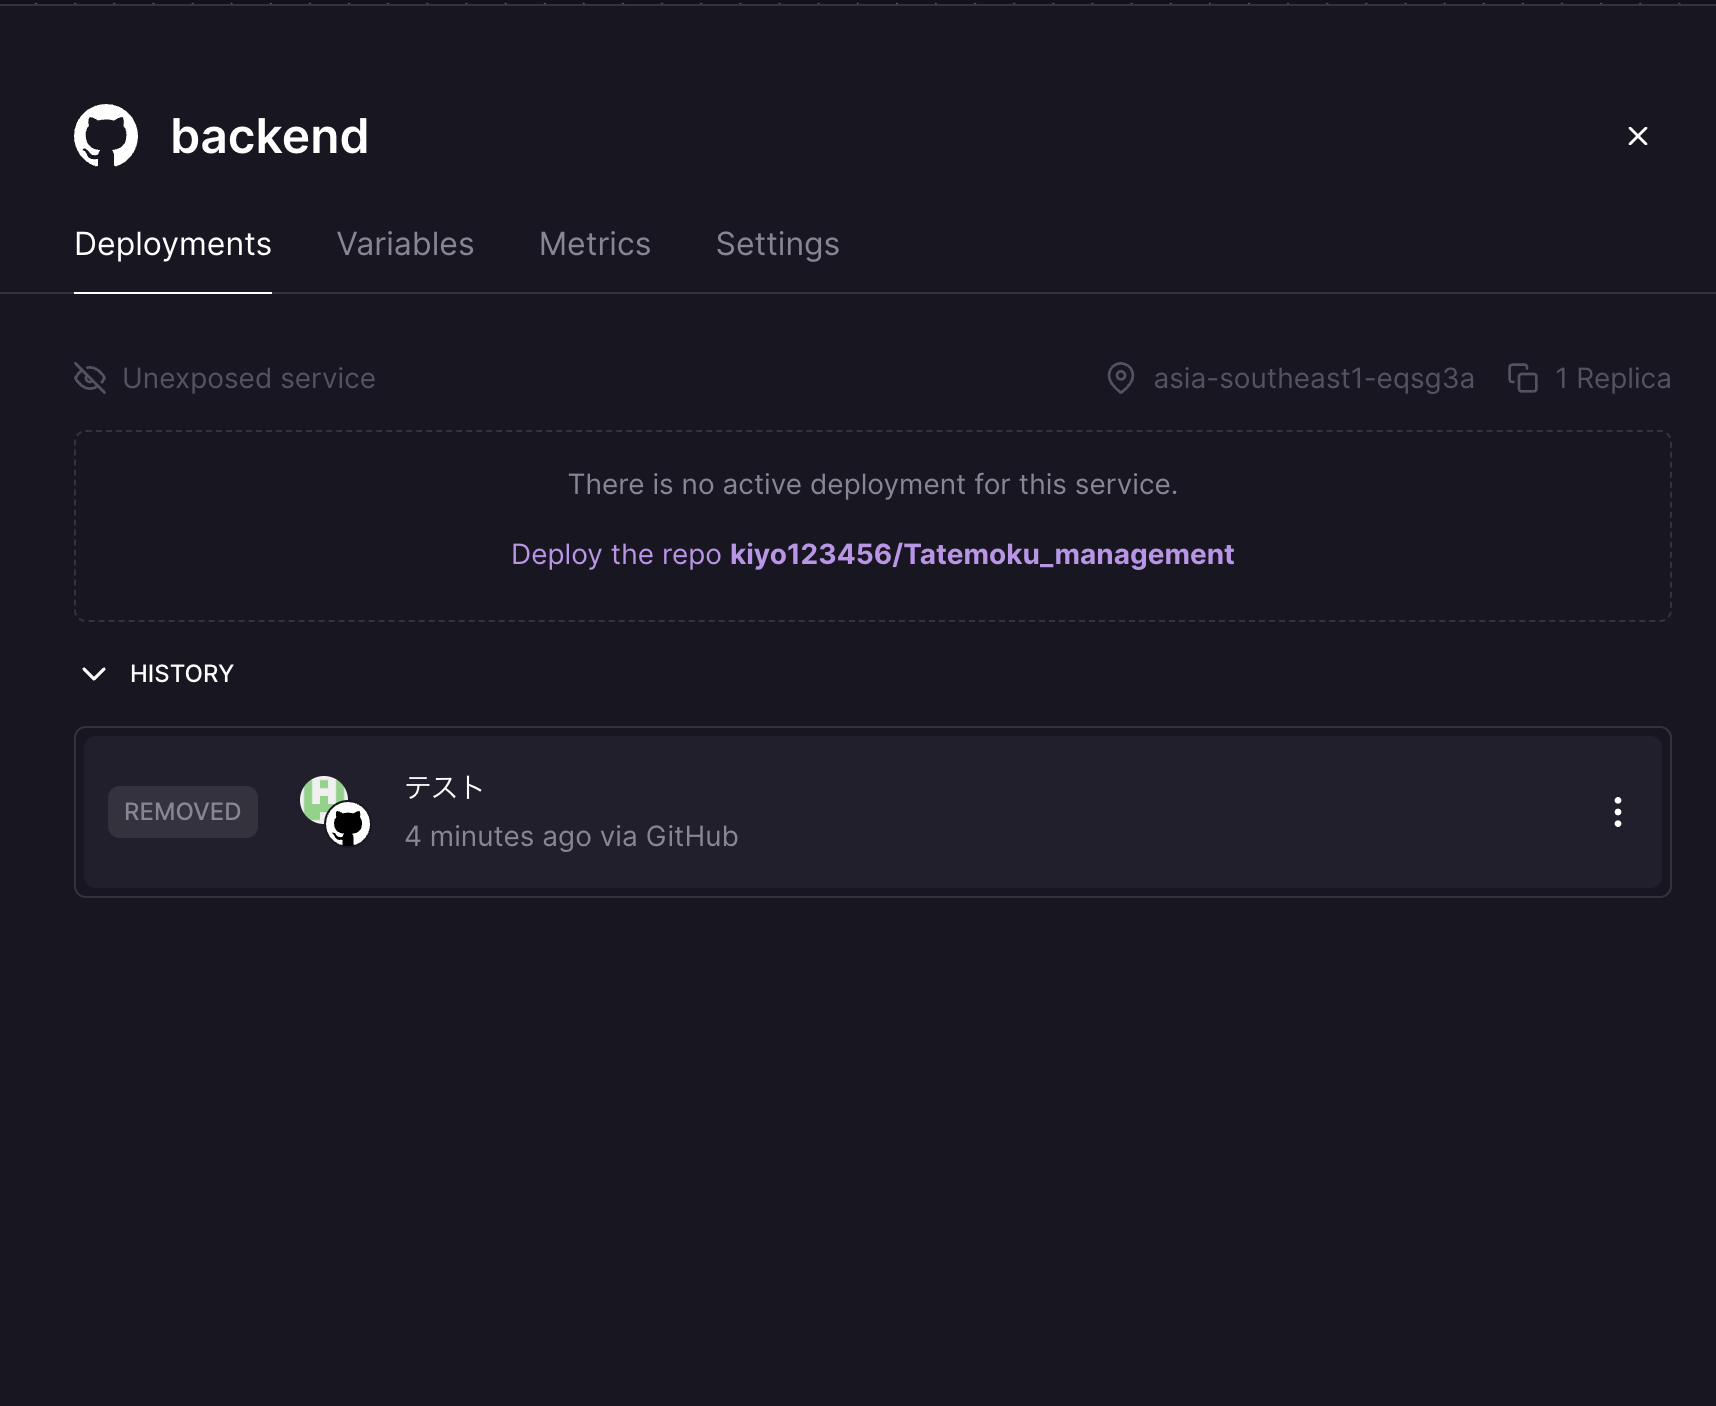 backend
Deployments Variables Metrics Settings
Unexposed service asia-southeast1-eqsg3a 1 Replica
There is no active deployment for this service.
Deploy the repo kiyo123456/Tatemoku_management
HISTORY
REMOVED
テスト
4 minutes ago via GitHub